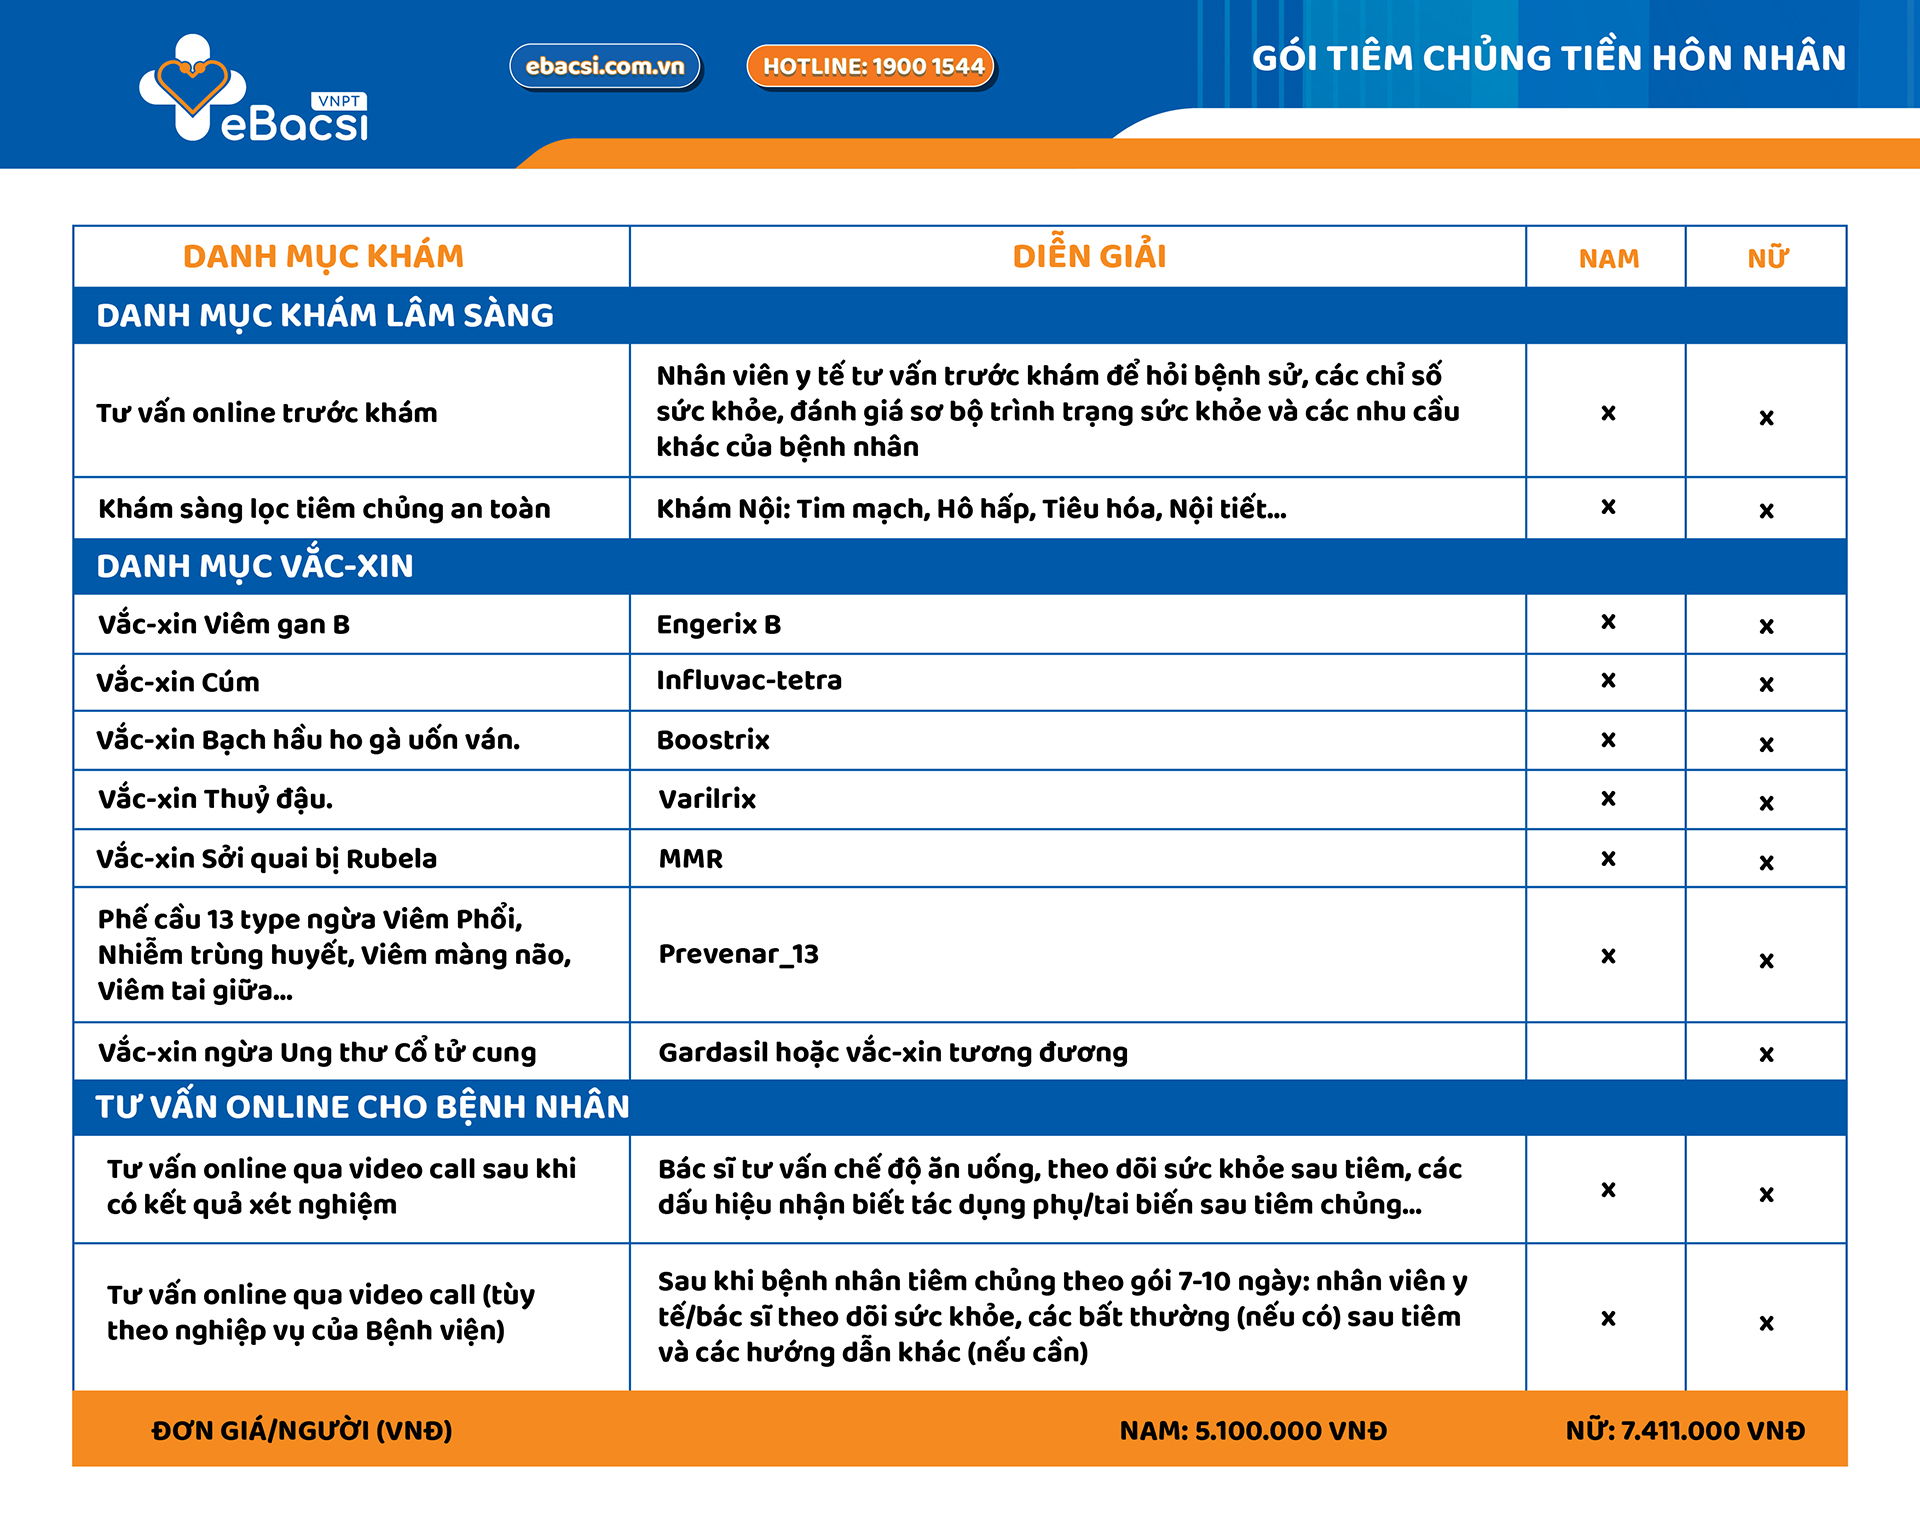 VNPT
eBacsi
ebacsi.com.vn
HOTLINE: 1900 1544
GÓI TIÊM CHỦNG TIỀN HÔN NHÂN
DANH MỤC KHÁM
DIỄN GIẢI
NAM
NỮ
DANH MỤC KHÁM LÂM SÀNG
Tư vấn online trước khám
Nhân viên y tế tư vấn trước khám để hỏi bệnh sử, các chỉ số
sức khỏe, đánh giá sơ bộ trình trạng sức khỏe và các nhu cầu
khác của bệnh nhân
x
x
Khám sàng lọc tiêm chủng an toàn
Khám Nội: Tim mạch, Hô hấp, Tiêu hóa, Nội tiết...
x
x
DANH MỤC VẮC-XIN
Vắc-xin Viêm gan B
Engerix B
x
x
Vắc-xin Cúm
Influvac-tetra
x
x
Vắc-xin Bạch hầu ho gà uốn ván.
Boostrix
x
x
Vắc-xin Thuỷ đậu.
Varilrix
x
x
Vắc-xin Sởi quai bị Rubela
MMR
x
x
Phế cầu 13 type ngừa Viêm Phổi,
Nhiễm trùng huyết, Viêm màng não,
Viêm tai giữa...
Prevenar_13
x
x
Vắc-xin ngừa Ung thư Cổ tử cung
Gardasil hoặc vắc-xin tương đương
x
TƯ VẤN ONLINE CHO BỆNH NHÂN
Tư vấn online qua video call sau khi
có kết quả xét nghiệm
Bác sĩ tư vấn chế độ ăn uống, theo dõi sức khỏe sau tiêm, các
dấu hiệu nhận biết tác dụng phụ/tai biến sau tiêm chủng...
x
x
Tư vấn online qua video call (tùy
theo nghiệp vụ của Bệnh viện)
Sau khi bệnh nhân tiêm chủng theo gói 7-10 ngày: nhân viên y
tế/bác sĩ theo dõi sức khỏe, các bất thường (nếu có) sau tiêm
và các hướng dẫn khác (nếu cần)
x
x
ĐƠN GIÁ/NGƯỜI (VNĐ)
NAM: 5.100.000 VNĐ
NỮ: 7.411.000 VNĐ